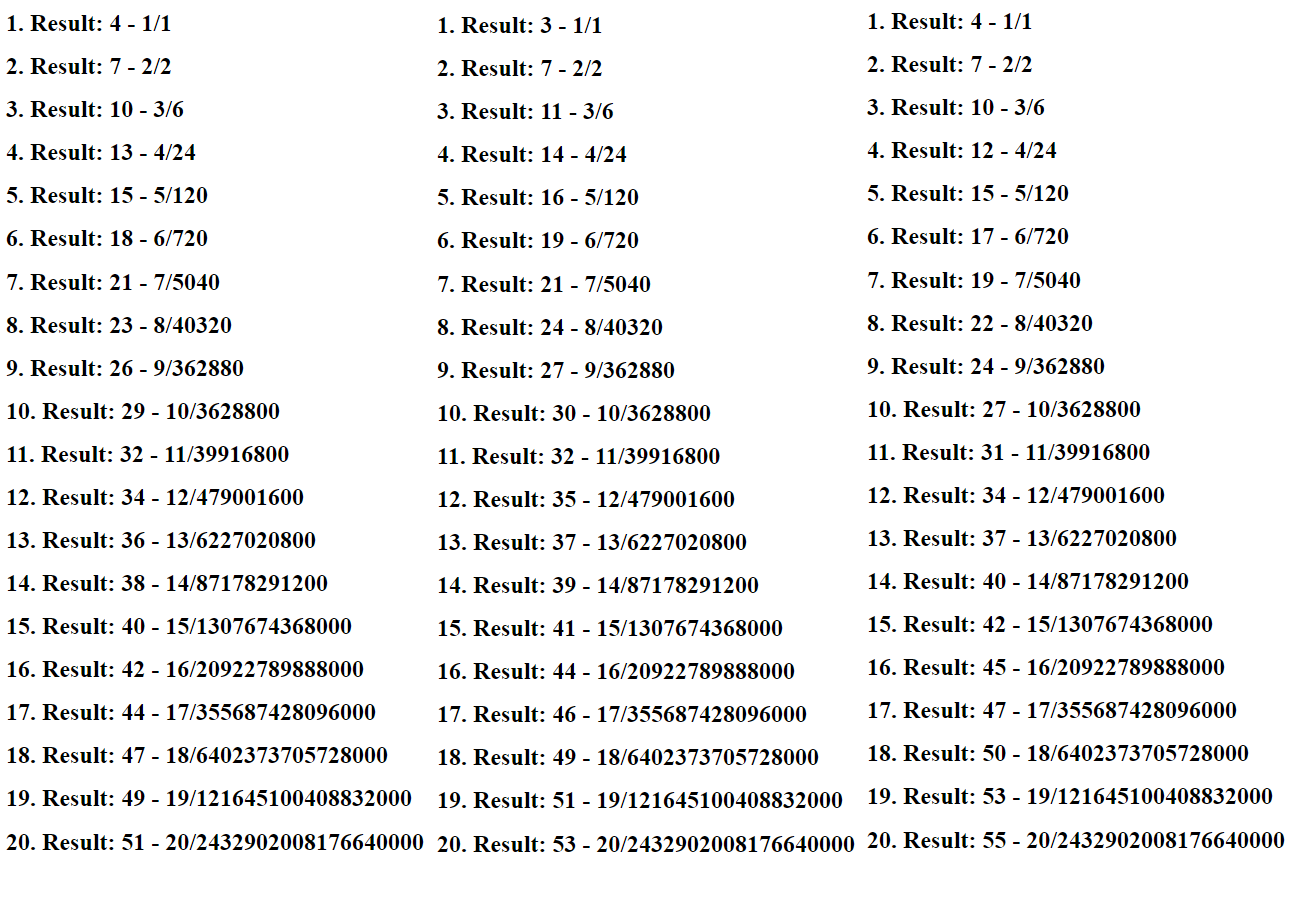 1. Result: 4 - 1/1
2. Result: 7 - 2/2
3. Result: 10 - 3/6
4. Result: 13 - 4/24
5. Result: 15 - 5/120
6. Result: 18 - 6/720
7. Result: 21 - 7/5040
8. Result: 23 - 8/40320
9. Result: 26 - 9/362880
10. Result: 29 - 10/3628800
11. Result: 32 - 11/39916800
12. Result: 34 - 12/479001600
13. Result: 36 - 13/6227020800
14. Result: 38 - 14/87178291200
15. Result: 40 - 15/1307674368000
16. Result: 42 - 16/20922789888000
17. Result: 44 - 17/355687428096000
18. Result: 47 - 18/6402373705728000
19. Result: 49 - 19/121645100408832000
20. Result: 51 - 20/2432902008176640000
1. Result: 3 - 1/1
2. Result: 7 - 2/2
3. Result: 11 - 3/6
4. Result: 14 - 4/24
5. Result: 16 - 5/120
6. Result: 19 - 6/720
7. Result: 21 - 7/5040
8. Result: 24 - 8/40320
9. Result: 27 - 9/362880
10. Result: 30 - 10/3628800
11. Result: 32 - 11/39916800
12. Result: 35 - 12/479001600
13. Result: 37 - 13/6227020800
14. Result: 39 - 14/87178291200
15. Result: 41 - 15/1307674368000
16. Result: 44 - 16/20922789888000
17. Result: 46 - 17/355687428096000
18. Result: 49 - 18/6402373705728000
19. Result: 51 - 19/121645100408832000
20. Result: 53 - 20/2432902008176640000
1. Result: 4 - 1/1
2. Result: 7 - 2/2
3. Result: 10 - 3/6
4. Result: 12 - 4/24
5. Result: 15 - 5/120
6. Result: 17 - 6/720
7. Result: 19 - 7/5040
8. Result: 22 - 8/40320
9. Result: 24 - 9/362880
10. Result: 27 - 10/3628800
11. Result: 31 - 11/39916800
12. Result: 34 - 12/479001600
13. Result: 37 - 13/6227020800
14. Result: 40 - 14/87178291200
15. Result: 42 - 15/1307674368000
16. Result: 45 - 16/20922789888000
17. Result: 47 - 17/355687428096000
18. Result: 50 - 18/6402373705728000
19. Result: 53 - 19/121645100408832000
20. Result: 55 - 20/2432902008176640000